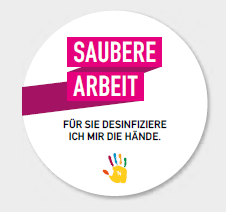 SAUBERE
ARBEIT
FÜR SIE DESINFIZIERE
ICH MIR DIE HÄNDE.